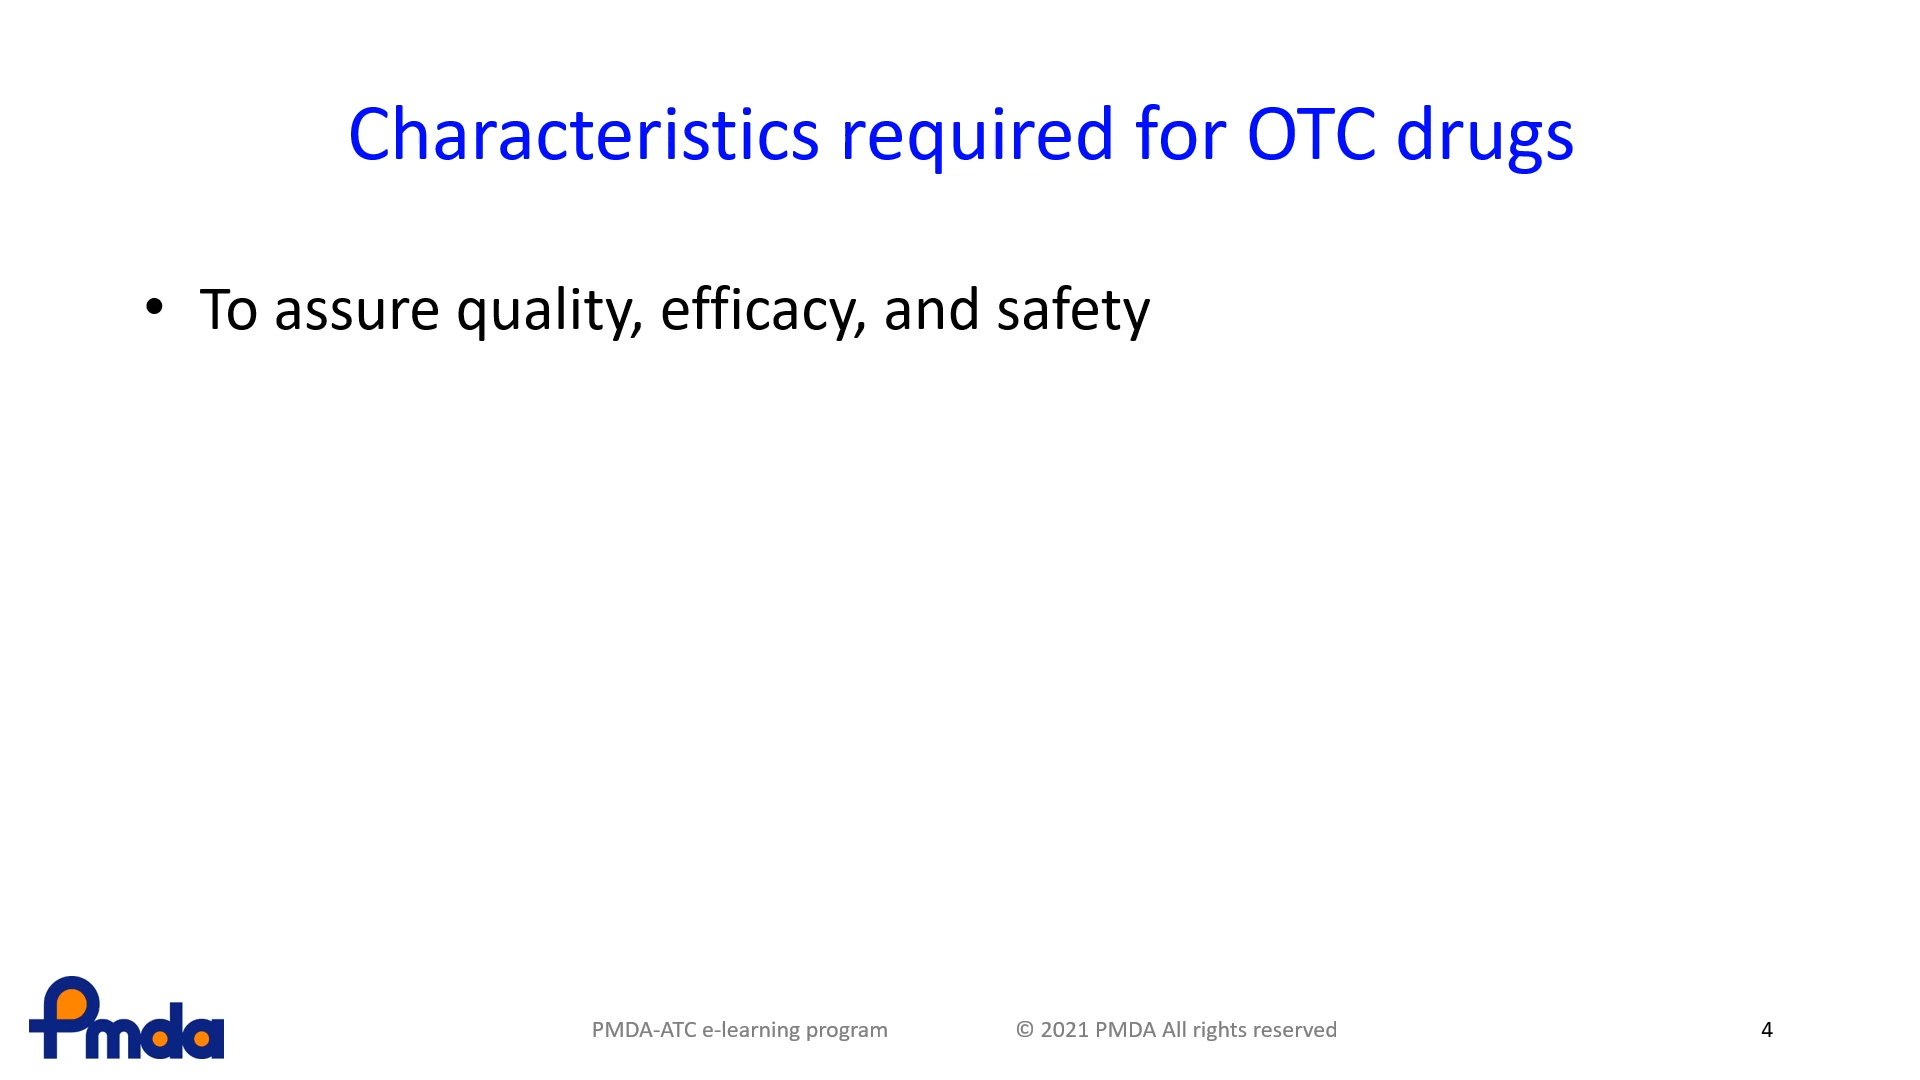 Characteristics required for OTC drugs
• To assure quality, efficacy, and safety
Pmda
PMDA-ATC e-learning program
© 2021 PMDA All rights reserved
4